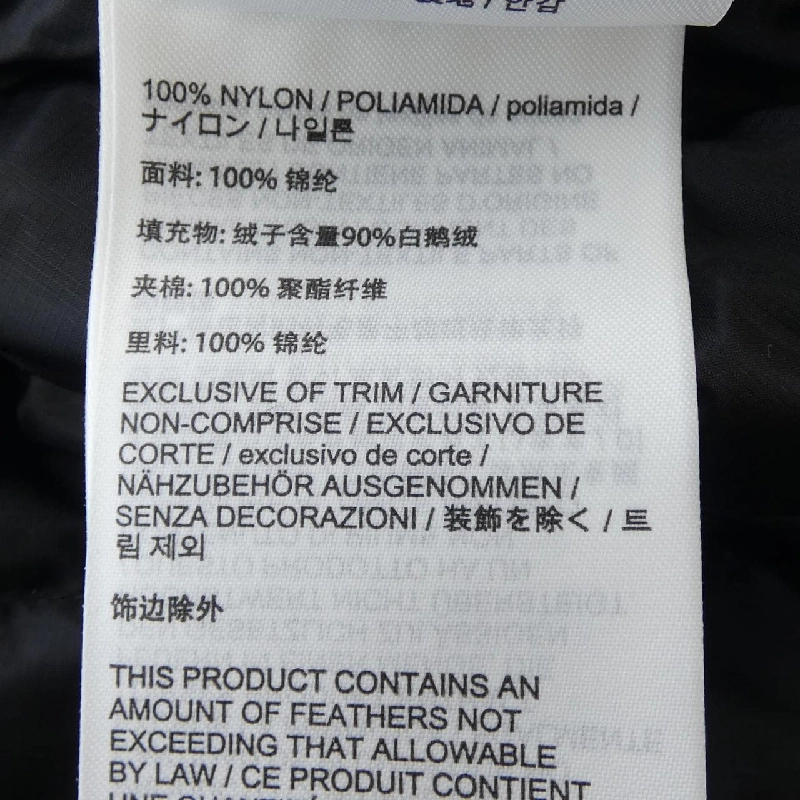 100% NYLON / POLIAMIDA / poliamida /
ナイロン / 나일론
面料: 100% 锦纶
填充物: 绒子含量90%白鹅绒
夹棉: 100% 聚酯纤维
里料: 100% 锦纶
EXCLUSIVE OF TRIM / GARNITURE
NON-COMPRISE / EXCLUSIVO DE
CORTE / exclusivo de corte /
NÄHZUBEHÖR AUSGENOMMEN /
SENZA DECORAZIONI / 装飾を除く / 트
림 제외
饰边除外
THIS PRODUCT CONTAINS AN
AMOUNT OF FEATHERS NOT
EXCEEDING THAT ALLOWABLE
BY LAW / CE PRODUIT CONTIENT